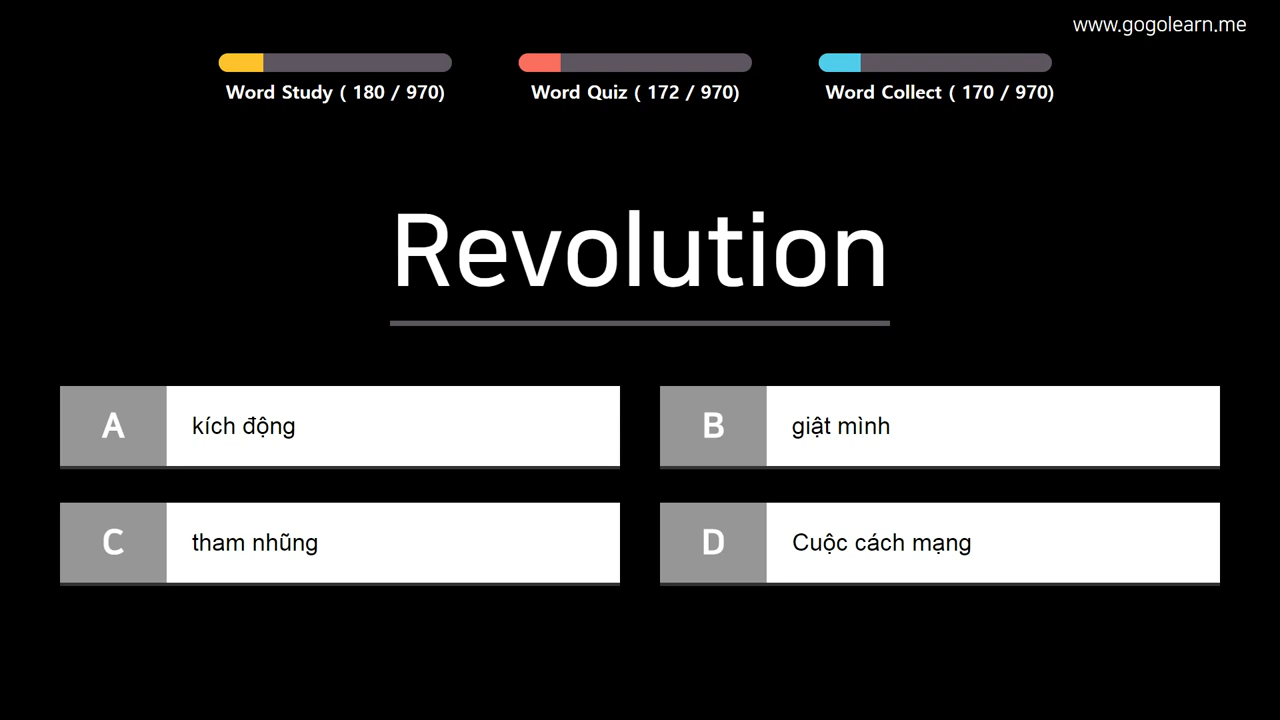 www.gogolearn.me
Word Study ( 180 / 970)
Word Quiz ( 172 / 970)
Word Collect ( 170 / 970)
Revolution
A
kích động
B
giật mình
C
tham nhũng
D
Cuộc cách mạng